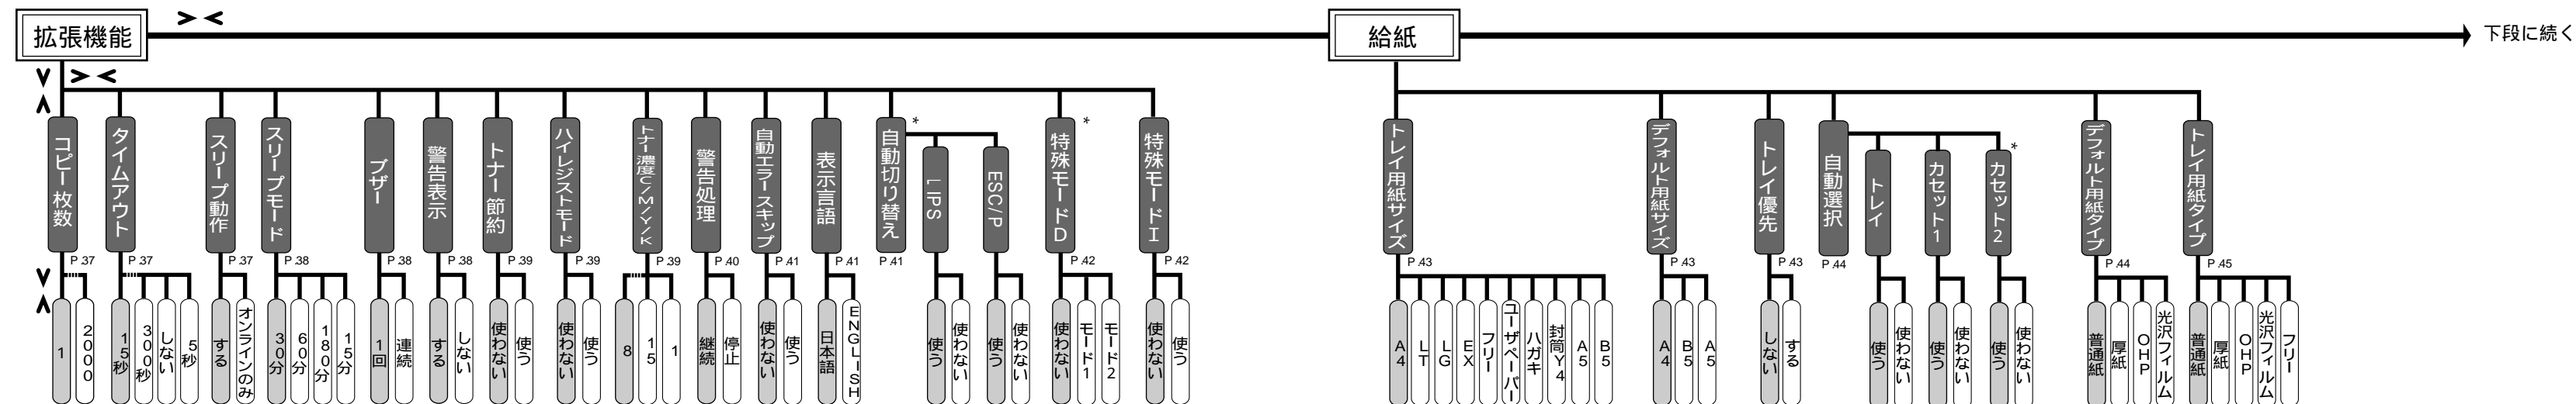 拡張機能
＞＜
給紙
下段に続く
＞＜
コピー枚数
タイムアウト
スリープ動作
スリープモード
ブザー
警告表示
トナー節約
ハイレジストモード
トナー濃度C/M/Y/K
警告処理
自動エラースキップ
表示言語
自動切り替え
*
LIPS
ESC/P
特殊モードD
*
特殊モードI
トレイ用紙サイズ
デフォルト用紙サイズ
トレイ優先
自動選択
トレイ
カセット1
カセット2
*
デフォルト用紙タイプ
トレイ用紙タイプ
P.37
P.37
P.37
P.38
P.38
P.38
P.39
P.39
P.39
P.40
P.41
P.41
P.41
P.42
P.42
P.43
P.43
P.43
P.44
P.44
P.45
1
2000
15秒
300秒
しない
5秒
する
オンラインのみ
30分
60分
180分
15分
1回
連続
する
しない
使わない
使う
使わない
使う
8
15
1
継続
停止
使わない
使う
日本語
ENGLISH
使う
使わない
使う
使わない
使わない
モード1
モード2
使わない
使う
A4
LT
LG
EX
フリー
ユーザペーパー
ハガキ
封筒Y4
A5
B5
A4
B5
A5
しない
する
使う
使わない
使う
使わない
使う
使わない
普通紙
厚紙
OHP
光沢フィルム
普通紙
厚紙
OHP
光沢フィルム
フリー